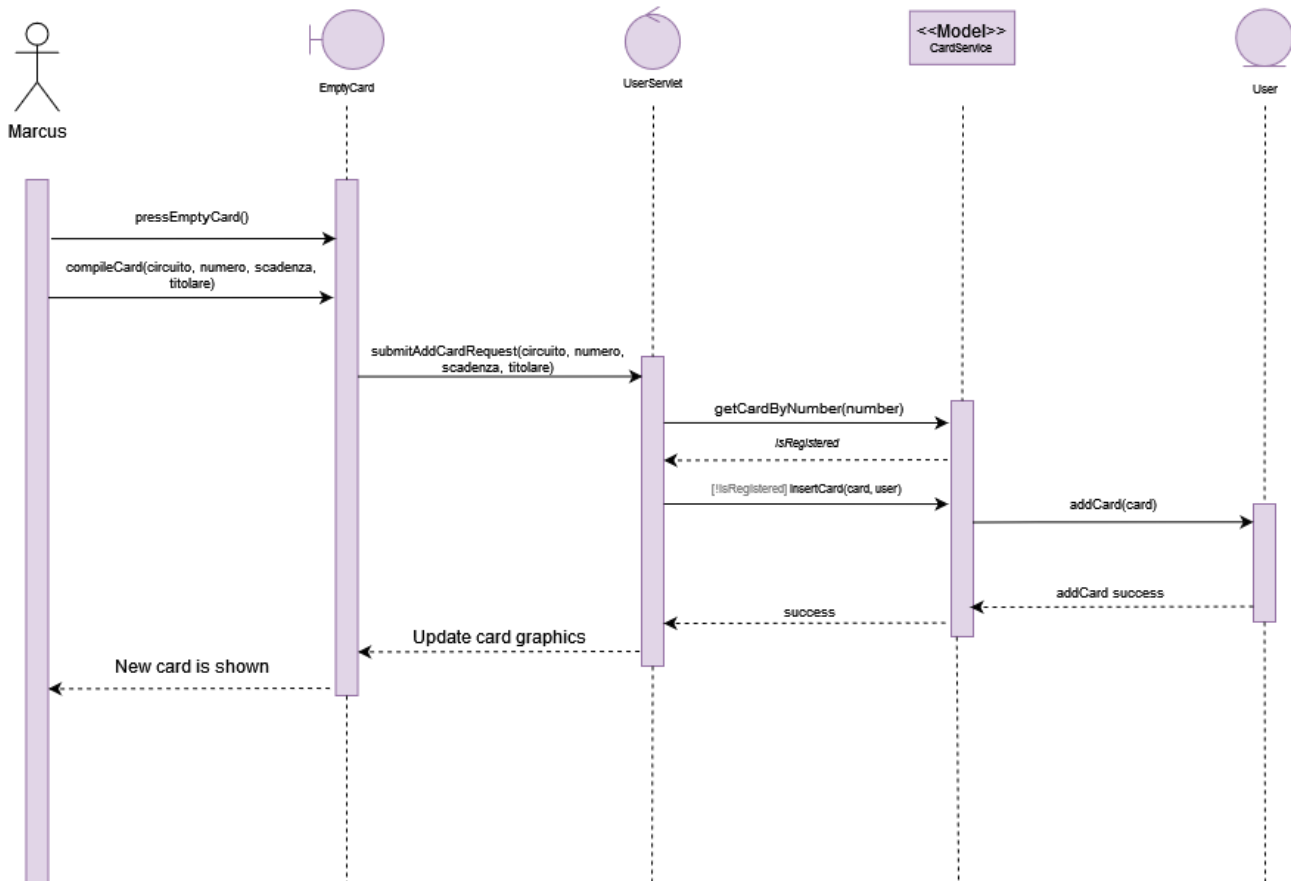 <<Model>>
CardService
EmptyCard
UserServlet
User
Marcus
pressEmptyCard()
compileCard(circuito, numero, scadenza,
titolare)
submitAddCardRequest(circuito, numero,
scadenza, titolare)
getCardByNumber(number)
isRegistered
[!isRegistered] insertCard(card, user)
addCard(card)
addCard success
success
Update card graphics
New card is shown